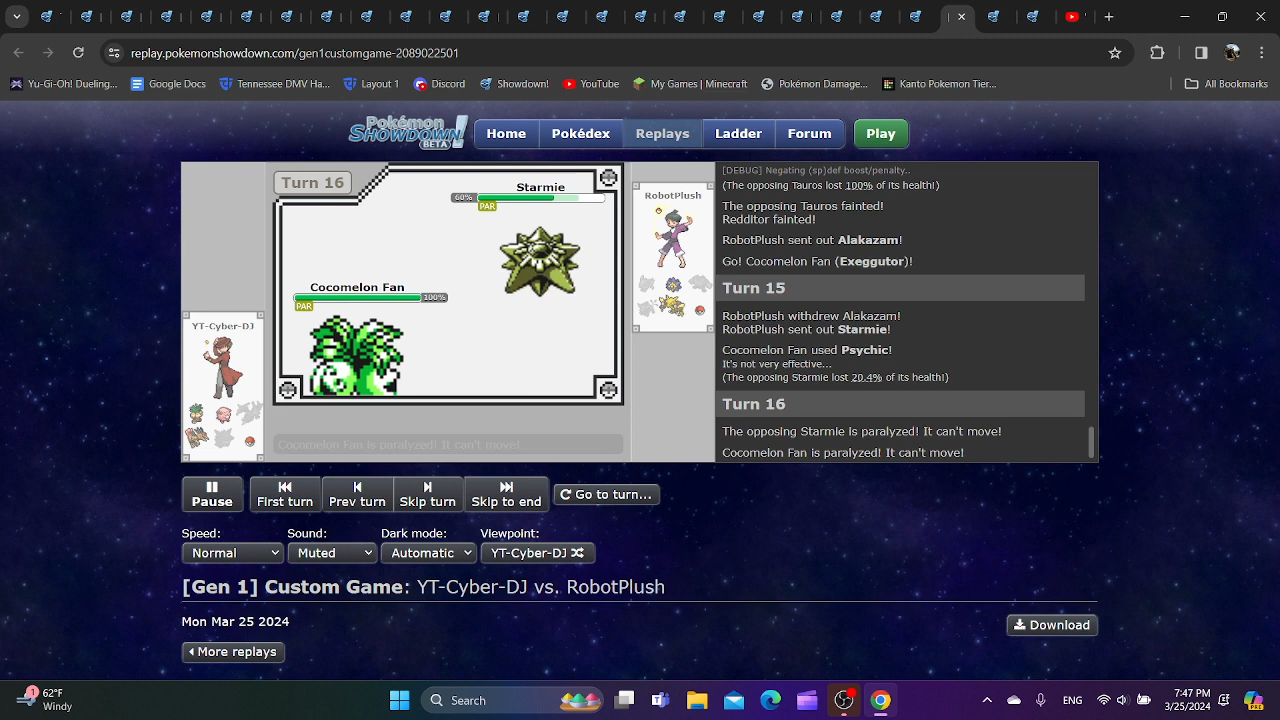 replay.pokemonshowdown.com/gen1customgame-2089022501
Yu-Gi-Oh! Dueling...
Google Docs
Tennessee DMV Ha...
Layout 1
Discord
Showdown!
YouTube
My Games | Minecraft
Pokémon Damage...
Kanto Pokemon Tier...
All Bookmarks
Pokémon
SHOWDOWN!
BETA
Home
Pokédex
Replays
Ladder
Forum
Play
Turn 16
Starmie
60%
PAR
Cocomelon Fan
100%
PAR
YT-Cyber-DJ
RobotPlush
Cocomelon Fan is paralyzed! It can't move!
[DEBUG] Negating (sp)def boost/penalty..
(The opposing Tauros lost 100% of its health!)
The opposing Tauros fainted!
RedditorI fainted!
RobotPlush sent out Alakazam!
Go! Cocomelon Fan (Exeggutor)!
Turn 15
RobotPlush withdrew Alakazam!
RobotPlush sent out Starmie!
Cocomelon Fan used Psychic!
It's not very effective...
(The opposing Starmie lost 20.4% of its health!)
Turn 16
The opposing Starmie is paralyzed! It can't move!
Cocomelon Fan is paralyzed! It can't move!
Pause
First turn
Prev turn
Skip turn
Skip to end
Go to turn...
Speed:
Sound:
Dark mode:
Viewpoint:
Normal
Muted
Automatic
YT-Cyber-DJ
[Gen 1] Custom Game: YT-Cyber-DJ vs. RobotPlush
Mon Mar 25 2024
Download
More replays
1
62°F
Windy
Search
ENG
7:47 PM
3/25/2024